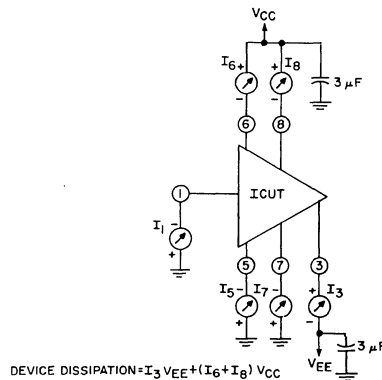 VCC
I6 + + I8
3 μF
- -
6 8
1 ICUT
I1 -
+
5 7 3
I5 - I7 - + I3
+ + -
3 μF
VEE
DEVICE DISSIPATION=I3 VEE+(I6+I8) VCC